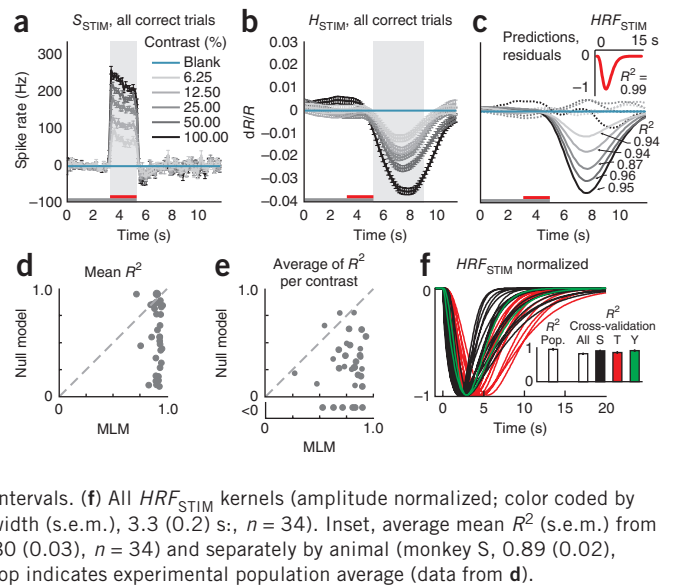 a S_STIM, all correct trials
Contrast (%)
Blank
6.25
12.50
25.00
50.00
100.00
Spike rate (Hz)
300
200
100
0
−100
0 2 4 6 8 10
Time (s)
b H_STIM, all correct trials
dR/R
0.03
0.02
0.01
0
−0.01
−0.02
−0.03
−0.04
0 2 4 6 8 10
Time (s)
c Predictions, residuals
HRF_STIM
0 15 s
0
−1
R² = 0.99
R²
0.94
0.94
0.87
0.96
0.95
0 2 4 6 8 10
Time (s)
d Mean R²
Null model
1.0
0
0 1.0
MLM
e Average of R² per contrast
Null model
1.0
0
<0
0 1.0
MLM
f HRF_STIM normalized
0
−1
R² Pop.
R² Cross-validation
All S T Y
1
0
0 5 10 15 20
Time (s)
intervals. (f) All HRF_STIM kernels (amplitude normalized; color coded by
width (s.e.m.), 3.3 (0.2) s:, n = 34). Inset, average mean R² (s.e.m.) from
30 (0.03), n = 34) and separately by animal (monkey S, 0.89 (0.02),
op indicates experimental population average (data from d).